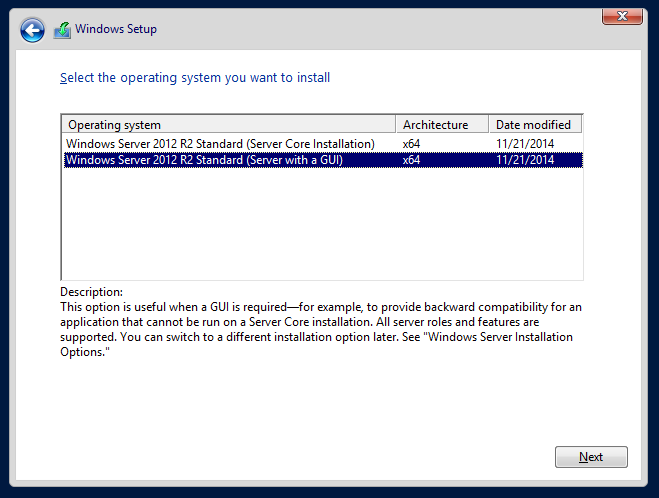 Windows Setup
Select the operating system you want to install
Operating system Architecture Date modified
Windows Server 2012 R2 Standard (Server Core Installation) x64 11/21/2014
Windows Server 2012 R2 Standard (Server with a GUI) x64 11/21/2014
Description:
This option is useful when a GUI is required—for example, to provide backward compatibility for an
application that cannot be run on a Server Core installation. All server roles and features are
supported. You can switch to a different installation option later. See "Windows Server Installation
Options."
Next